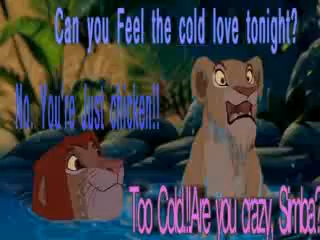 Can you Feel the cold love tonight?
No. You're Just chicken!!
Too Cold!!Are you crazy, Simba?